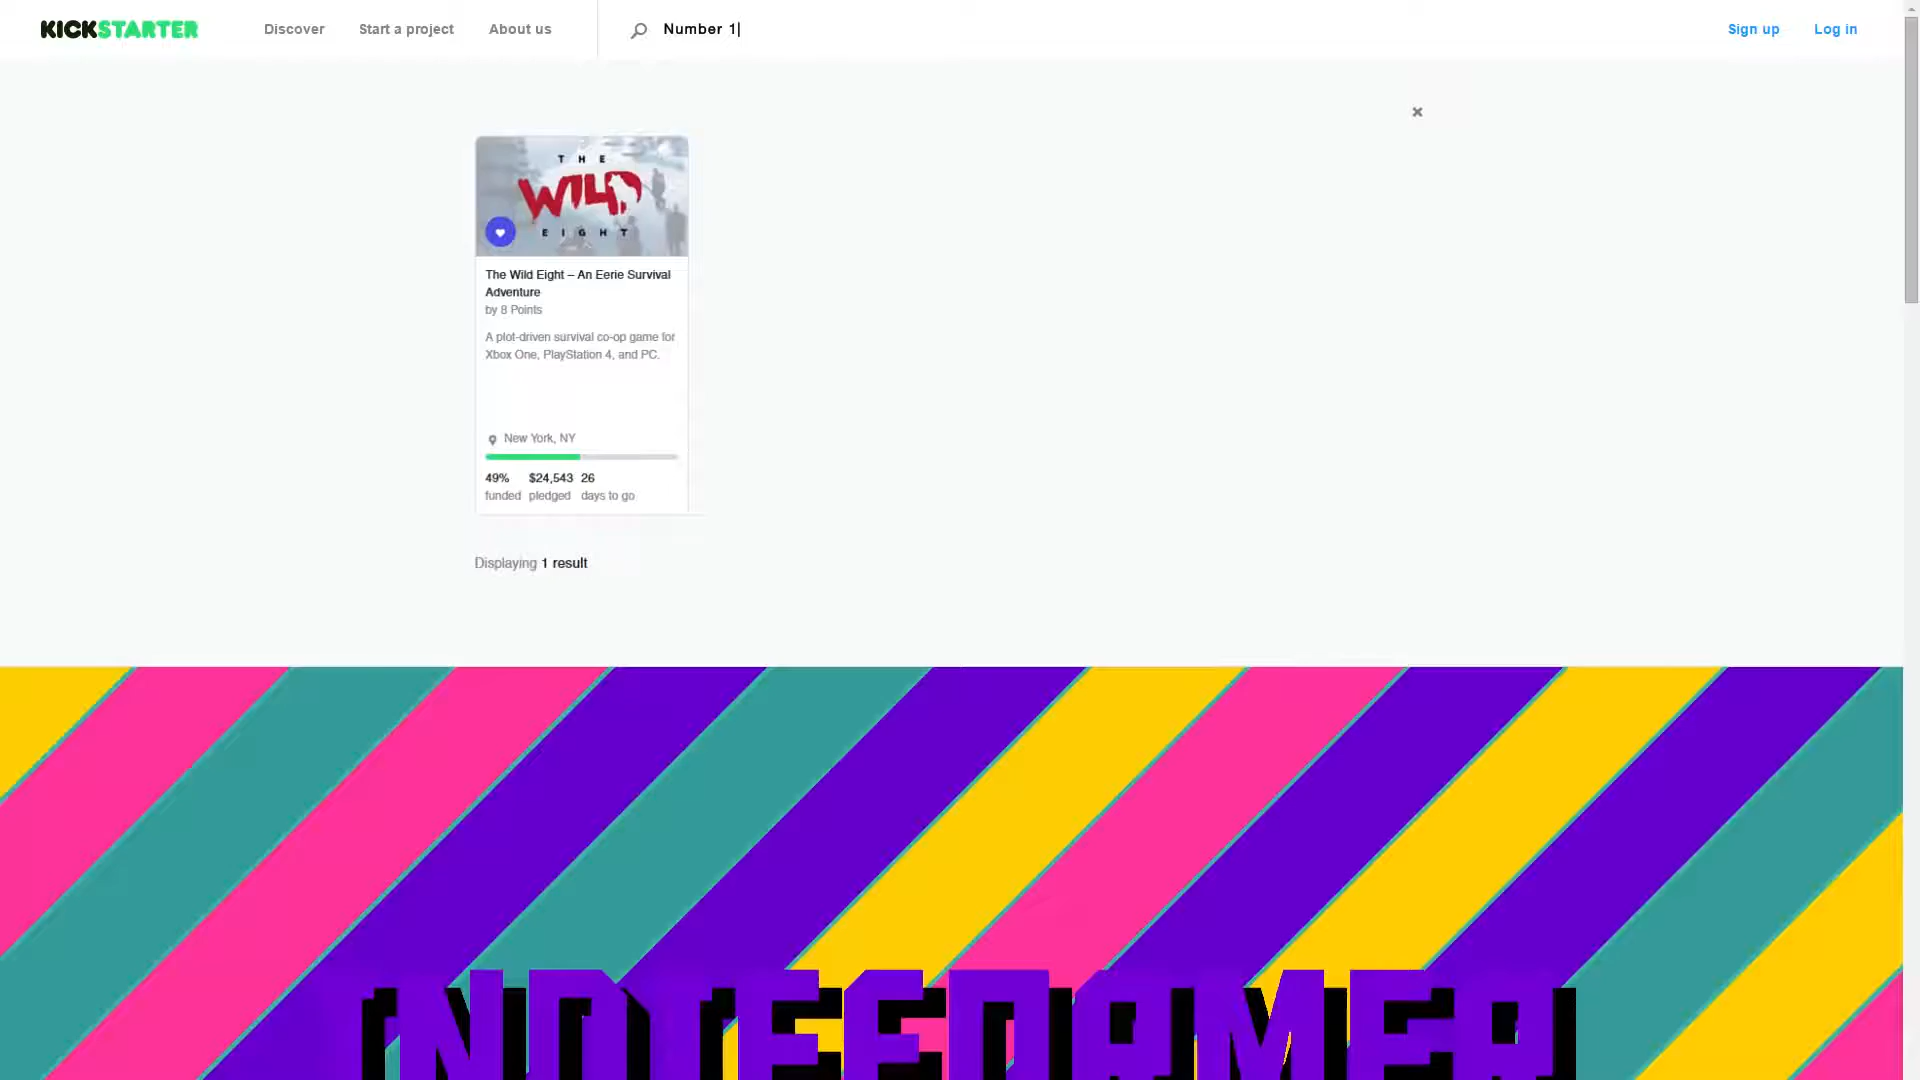 KICKSTARTER Discover Start a project About us Number 1 Sign up Log in
THE
WILD
EIGHT
The Wild Eight – An Eerie Survival
Adventure
by 8 Points
A plot-driven survival co-op game for
Xbox One, PlayStation 4, and PC.
New York, NY
49% $24,543 26
funded pledged days to go
Displaying 1 result
INDIEFORMER